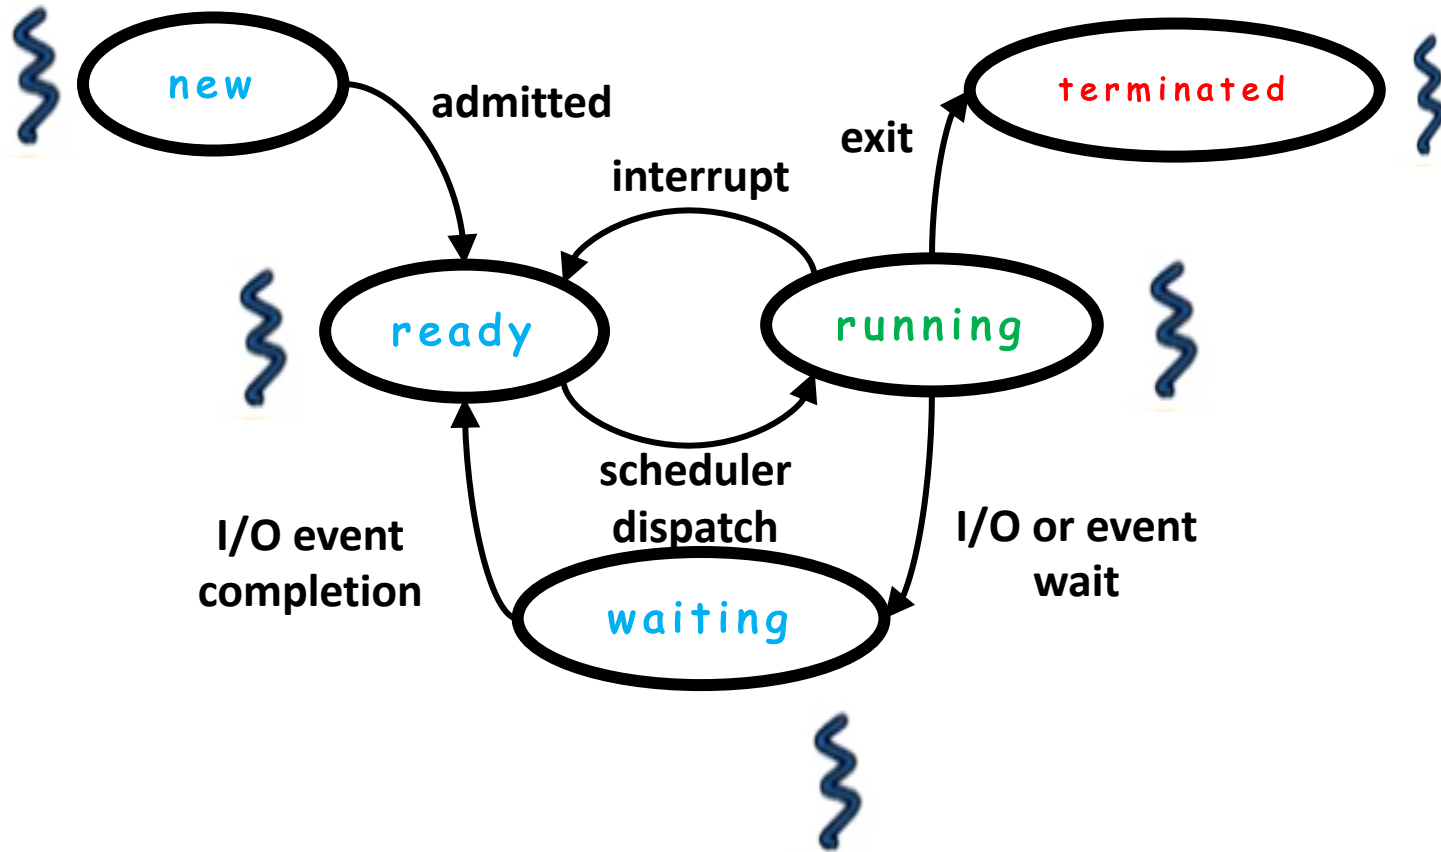 new
admitted
terminated
exit
interrupt
ready
running
scheduler
dispatch
I/O event
completion
I/O or event
wait
waiting